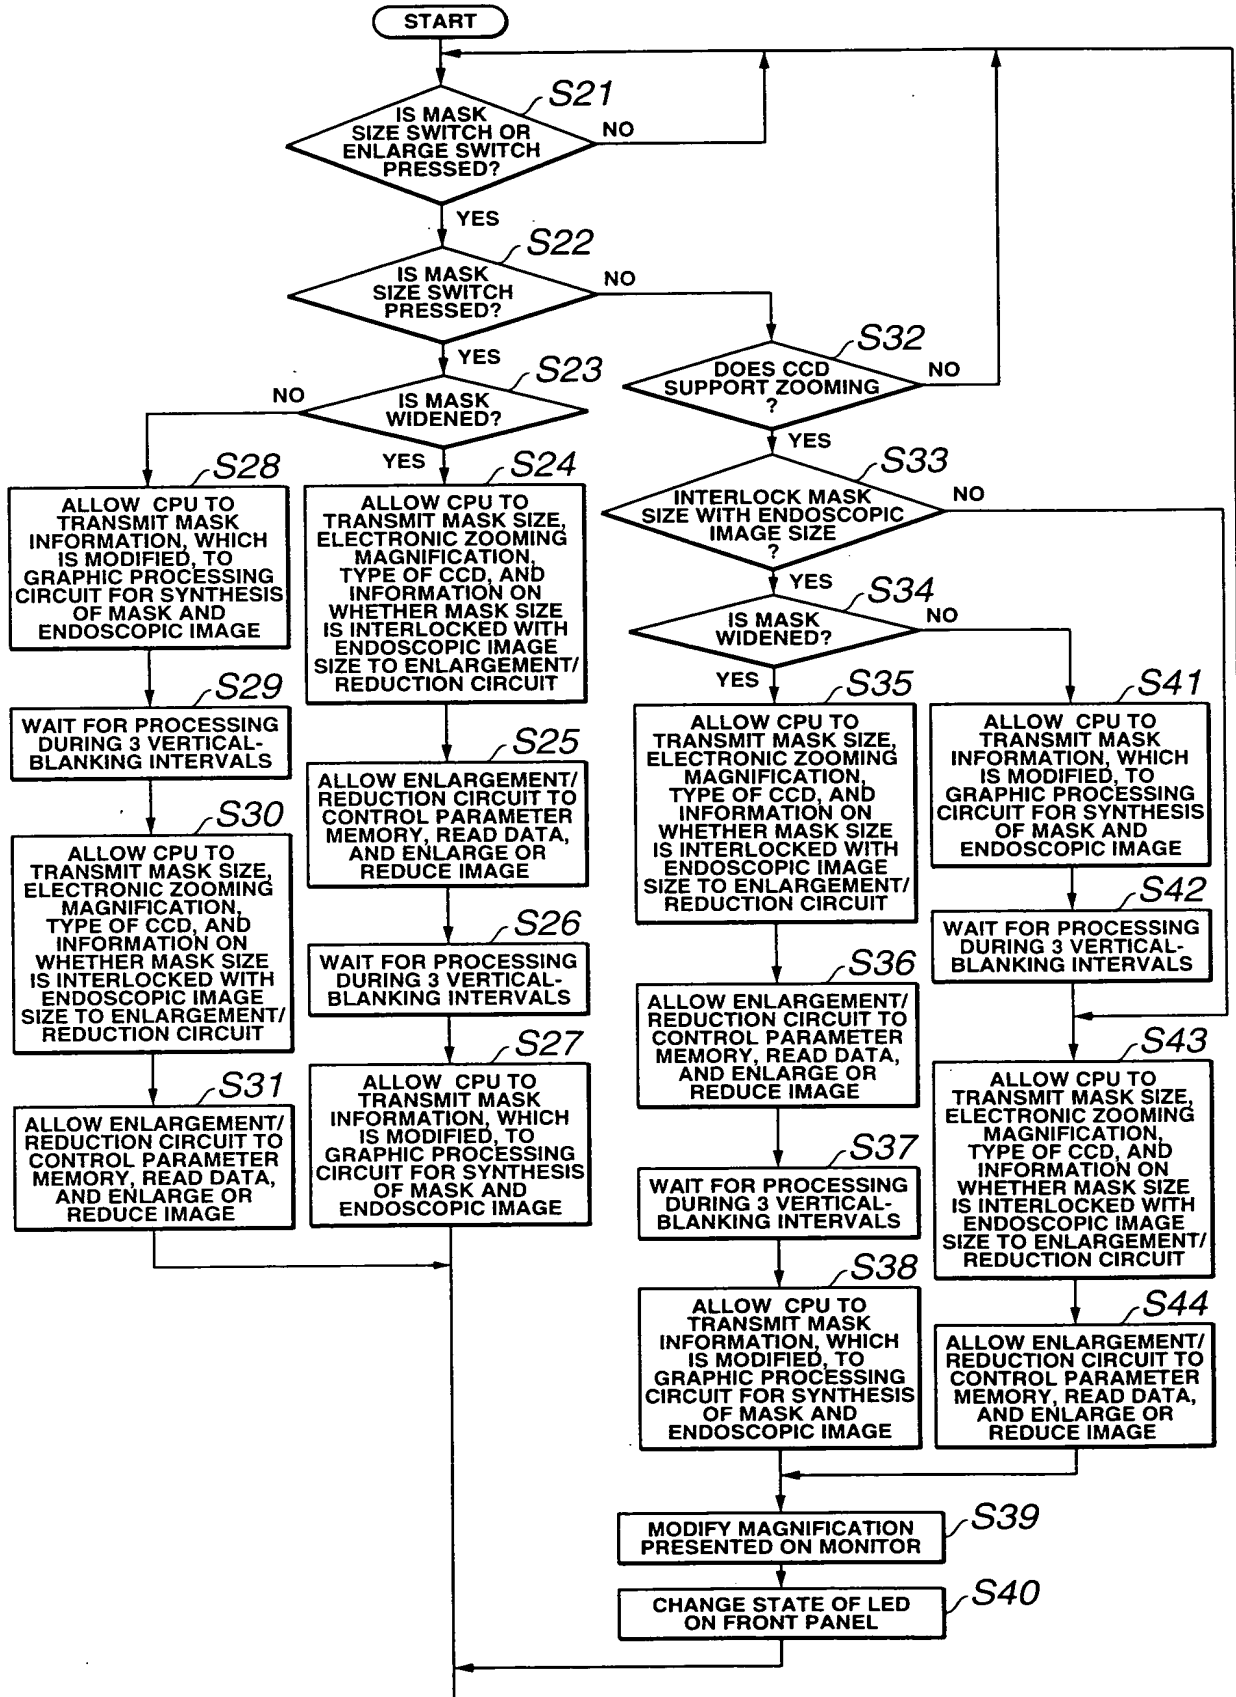 START
S21
IS MASK
SIZE SWITCH OR
ENLARGE SWITCH
PRESSED?
NO
YES
S22
IS MASK
SIZE SWITCH
PRESSED?
NO
YES
S23
IS MASK
WIDENED?
NO
YES
S28
ALLOW CPU TO
TRANSMIT MASK
INFORMATION, WHICH
IS MODIFIED, TO
GRAPHIC PROCESSING
CIRCUIT FOR SYNTHESIS
OF MASK AND
ENDOSCOPIC IMAGE
S29
WAIT FOR PROCESSING
DURING 3 VERTICAL-
BLANKING INTERVALS
S30
ALLOW CPU TO
TRANSMIT MASK SIZE,
ELECTRONIC ZOOMING
MAGNIFICATION,
TYPE OF CCD, AND
INFORMATION ON
WHETHER MASK SIZE
IS INTERLOCKED WITH
ENDOSCOPIC IMAGE
SIZE TO ENLARGEMENT/
REDUCTION CIRCUIT
S31
ALLOW ENLARGEMENT/
REDUCTION CIRCUIT TO
CONTROL PARAMETER
MEMORY, READ DATA,
AND ENLARGE OR
REDUCE IMAGE
S24
ALLOW CPU TO
TRANSMIT MASK SIZE,
ELECTRONIC ZOOMING
MAGNIFICATION,
TYPE OF CCD, AND
INFORMATION ON
WHETHER MASK SIZE
IS INTERLOCKED WITH
ENDOSCOPIC IMAGE
SIZE TO ENLARGEMENT/
REDUCTION CIRCUIT
S25
ALLOW ENLARGEMENT/
REDUCTION CIRCUIT TO
CONTROL PARAMETER
MEMORY, READ DATA,
AND ENLARGE OR
REDUCE IMAGE
S26
WAIT FOR PROCESSING
DURING 3 VERTICAL-
BLANKING INTERVALS
S27
ALLOW CPU TO
TRANSMIT MASK
INFORMATION, WHICH
IS MODIFIED, TO
GRAPHIC PROCESSING
CIRCUIT FOR SYNTHESIS
OF MASK AND
ENDOSCOPIC IMAGE
S32
DOES CCD
SUPPORT ZOOMING
?
NO
YES
S33
INTERLOCK MASK
SIZE WITH ENDOSCOPIC
IMAGE SIZE
?
NO
YES
S34
IS MASK
WIDENED?
NO
YES
S35
ALLOW CPU TO
TRANSMIT MASK SIZE,
ELECTRONIC ZOOMING
MAGNIFICATION,
TYPE OF CCD, AND
INFORMATION ON
WHETHER MASK SIZE
IS INTERLOCKED WITH
ENDOSCOPIC IMAGE
SIZE TO ENLARGEMENT/
REDUCTION CIRCUIT
S36
ALLOW ENLARGEMENT/
REDUCTION CIRCUIT TO
CONTROL PARAMETER
MEMORY, READ DATA,
AND ENLARGE OR
REDUCE IMAGE
S37
WAIT FOR PROCESSING
DURING 3 VERTICAL-
BLANKING INTERVALS
S38
ALLOW CPU TO
TRANSMIT MASK
INFORMATION, WHICH
IS MODIFIED, TO
GRAPHIC PROCESSING
CIRCUIT FOR SYNTHESIS
OF MASK AND
ENDOSCOPIC IMAGE
S41
ALLOW CPU TO
TRANSMIT MASK
INFORMATION, WHICH
IS MODIFIED, TO
GRAPHIC PROCESSING
CIRCUIT FOR SYNTHESIS
OF MASK AND
ENDOSCOPIC IMAGE
S42
WAIT FOR PROCESSING
DURING 3 VERTICAL-
BLANKING INTERVALS
S43
ALLOW CPU TO
TRANSMIT MASK SIZE,
ELECTRONIC ZOOMING
MAGNIFICATION,
TYPE OF CCD, AND
INFORMATION ON
WHETHER MASK SIZE
IS INTERLOCKED WITH
ENDOSCOPIC IMAGE
SIZE TO ENLARGEMENT/
REDUCTION CIRCUIT
S44
ALLOW ENLARGEMENT/
REDUCTION CIRCUIT TO
CONTROL PARAMETER
MEMORY, READ DATA,
AND ENLARGE OR
REDUCE IMAGE
S39
MODIFY MAGNIFICATION
PRESENTED ON MONITOR
S40
CHANGE STATE OF LED
ON FRONT PANEL